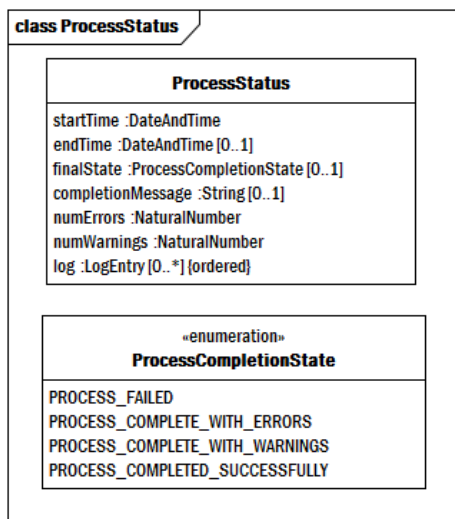 class ProcessStatus
ProcessStatus
startTime :DateAndTime
endTime :DateAndTime [0..1]
finalState :ProcessCompletionState [0..1]
completionMessage :String [0..1]
numErrors :NaturalNumber
numWarnings :NaturalNumber
log :LogEntry [0..*] {ordered}
«enumeration»
ProcessCompletionState
PROCESS_FAILED
PROCESS_COMPLETE_WITH_ERRORS
PROCESS_COMPLETE_WITH_WARNINGS
PROCESS_COMPLETED_SUCCESSFULLY